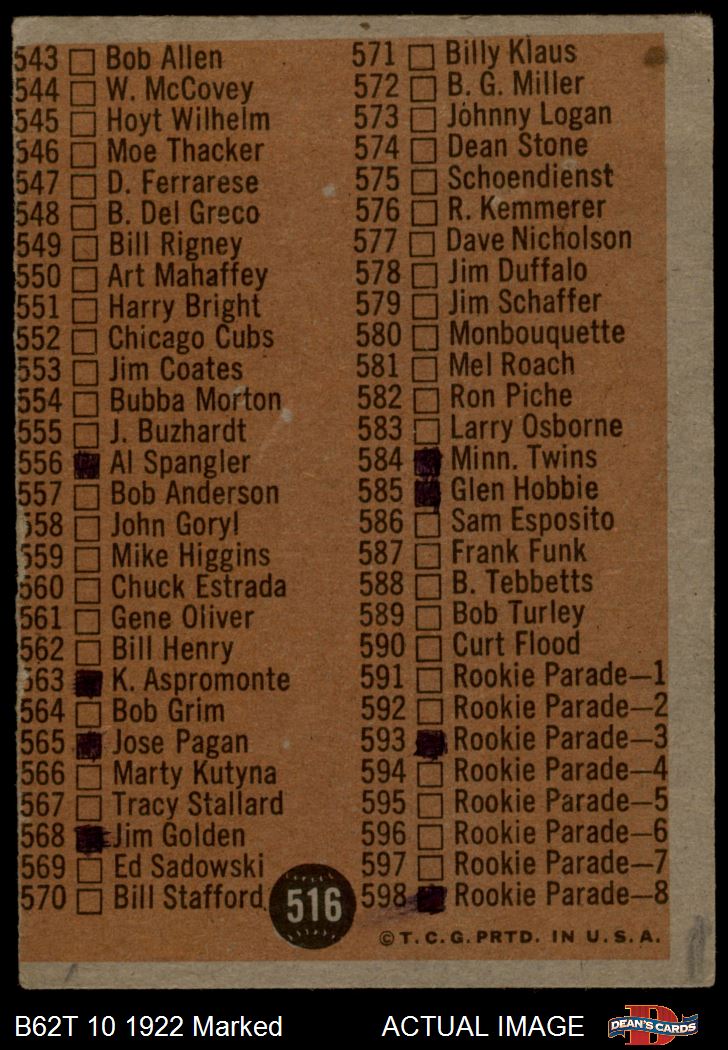 543 Bob Allen
544 W. McCovey
545 Hoyt Wilhelm
546 Moe Thacker
547 D. Ferrarese
548 B. Del Greco
549 Bill Rigney
550 Art Mahaffey
551 Harry Bright
552 Chicago Cubs
553 Jim Coates
554 Bubba Morton
555 J. Buzhardt
556 Al Spangler
557 Bob Anderson
558 John Goryl
559 Mike Higgins
560 Chuck Estrada
561 Gene Oliver
562 Bill Henry
563 K. Aspromonte
564 Bob Grim
565 Jose Pagan
566 Marty Kutyna
567 Tracy Stallard
568 Jim Golden
569 Ed Sadowski
570 Bill Stafford
571 Billy Klaus
572 B. G. Miller
573 Johnny Logan
574 Dean Stone
575 Schoendienst
576 R. Kemmerer
577 Dave Nicholson
578 Jim Duffalo
579 Jim Schaffer
580 Monbouquette
581 Mel Roach
582 Ron Piche
583 Larry Osborne
584 Minn. Twins
585 Glen Hobbie
586 Sam Esposito
587 Frank Funk
588 B. Tebbetts
589 Bob Turley
590 Curt Flood
591 Rookie Parade—1
592 Rookie Parade—2
593 Rookie Parade—3
594 Rookie Parade—4
595 Rookie Parade—5
596 Rookie Parade—6
597 Rookie Parade—7
598 Rookie Parade—8
516
© T. C. G. PRTD. IN U. S. A.
B62T 10 1922 Marked
ACTUAL IMAGE
D
DEAN'S CARDS